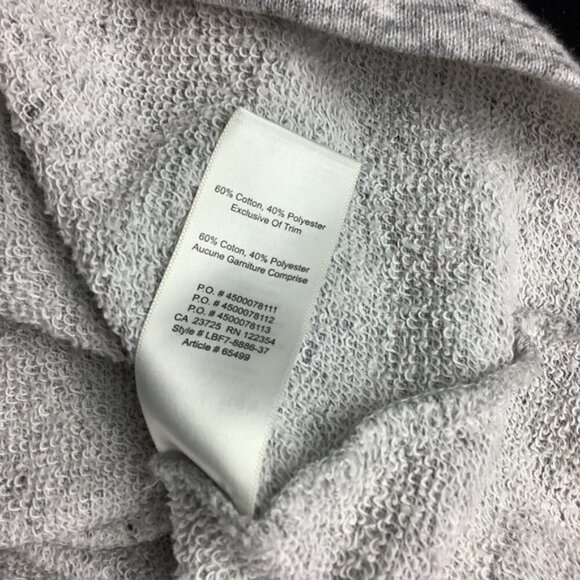 60% Cotton, 40% Polyester
Exclusive Of Trim
60% Coton, 40% Polyester
Aucune Garniture Comprise
P.O. # 4500078111
P.O. # 4500078112
P.O. # 4500078113
CA 23725 RN 122354
Style # LBF7-8886-37
Article # 65499